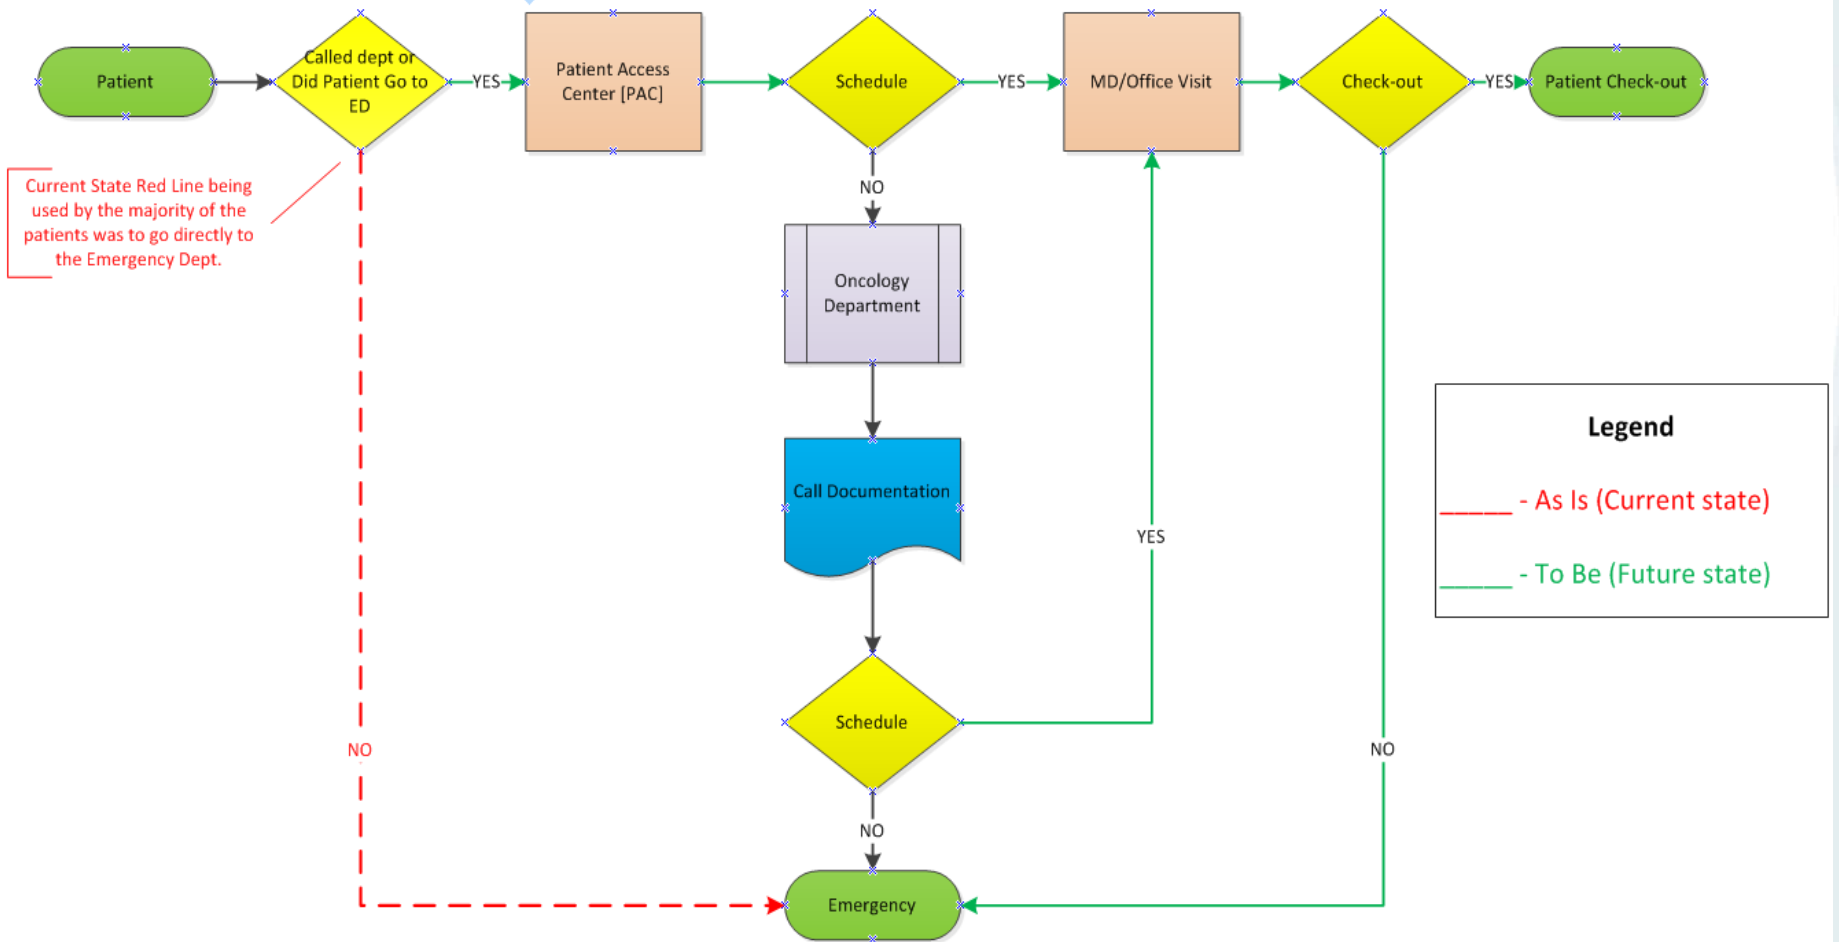 Patient
Called dept or
Did Patient Go to
ED
YES
Patient Access
Center [PAC]
Schedule
YES
MD/Office Visit
Check-out
YES
Patient Check-out
Current State Red Line being
used by the majority of the
patients was to go directly to
the Emergency Dept.
NO
Oncology
Department
Call Documentation
YES
Schedule
NO
NO
NO
Emergency
Legend
_____ - As Is (Current state)
_____ - To Be (Future state)